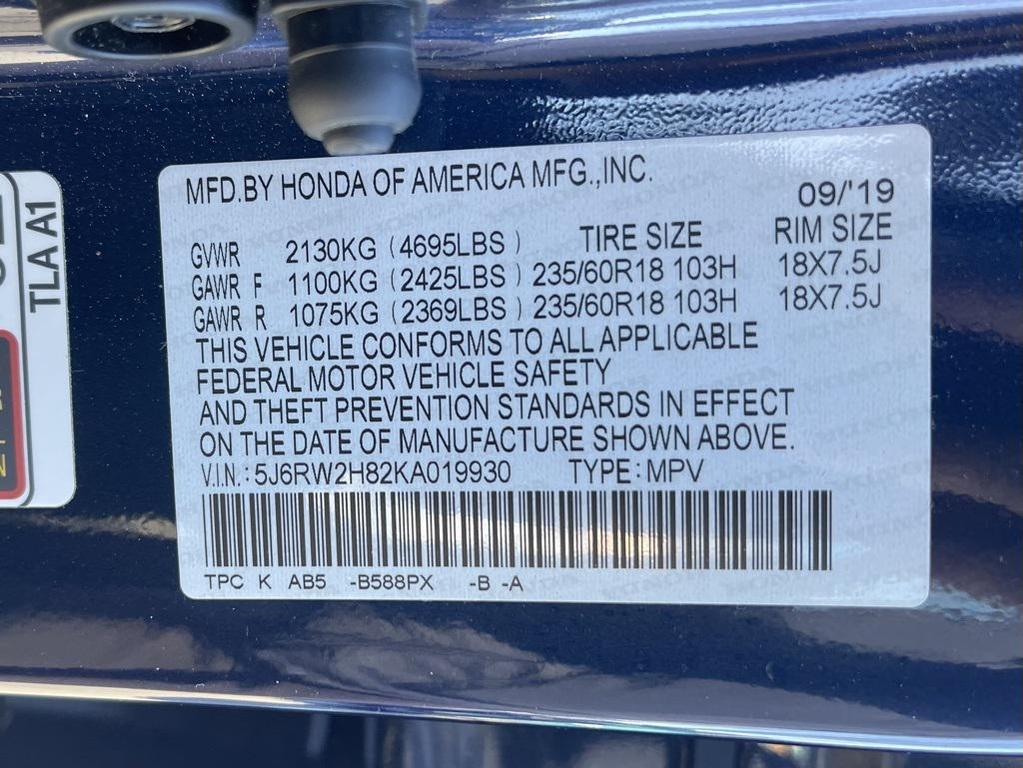 MFD.BY HONDA OF AMERICA MFG.,INC.
09/'19
GVWR 2130KG (4695LBS) TIRE SIZE RIM SIZE
GAWR F 1100KG (2425LBS) 235/60R18 103H 18X7.5J
GAWR R 1075KG (2369LBS) 235/60R18 103H 18X7.5J
THIS VEHICLE CONFORMS TO ALL APPLICABLE
FEDERAL MOTOR VEHICLE SAFETY
AND THEFT PREVENTION STANDARDS IN EFFECT
ON THE DATE OF MANUFACTURE SHOWN ABOVE.
V.I.N.: 5J6RW2H82KA019930 TYPE: MPV
TPC K AB5 -B588PX -B -A
TLA A1